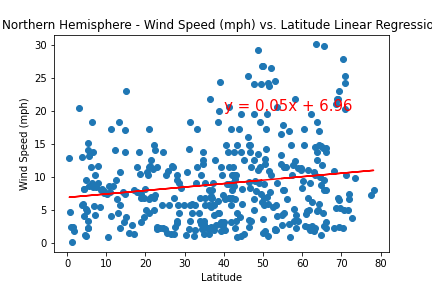 Northern Hemisphere - Wind Speed (mph) vs. Latitude Linear Regressio
30
25
20
15
10
5
0
Wind Speed (mph)
y = 0.05x + 6.96
0 10 20 30 40 50 60 70 80
Latitude